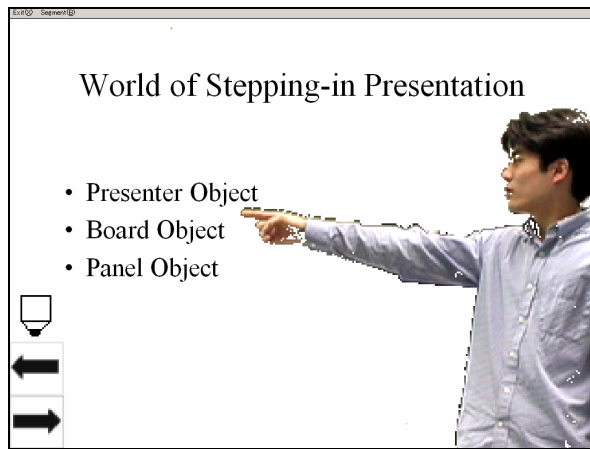 Exit(X) Segment(B)
World of Stepping-in Presentation
• Presenter Object
• Board Object
• Panel Object